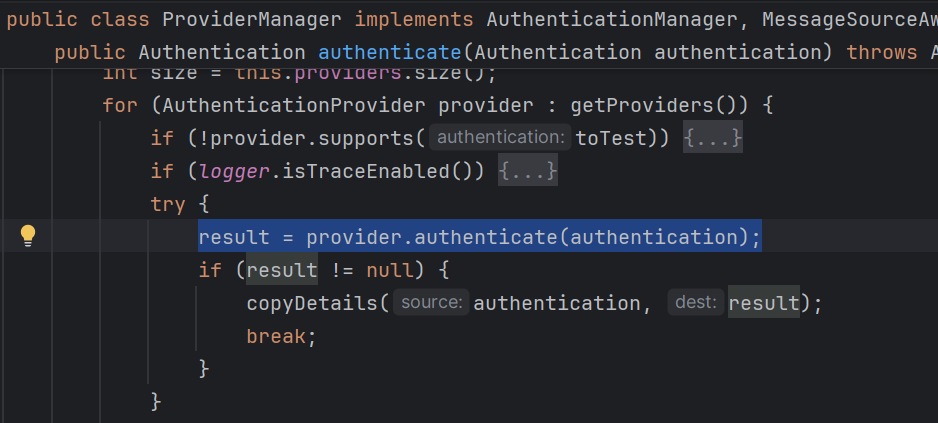 public class ProviderManager implements AuthenticationManager, MessageSourceAw
public Authentication authenticate(Authentication authentication) throws A
int size = this.providers.size();
for (AuthenticationProvider provider : getProviders()) {
if (!provider.supports( authentication: toTest)) {...}
if (logger.isTraceEnabled()) {...}
try {
result = provider.authenticate(authentication);
if (result != null) {
copyDetails( source: authentication, dest: result);
break;
}
}